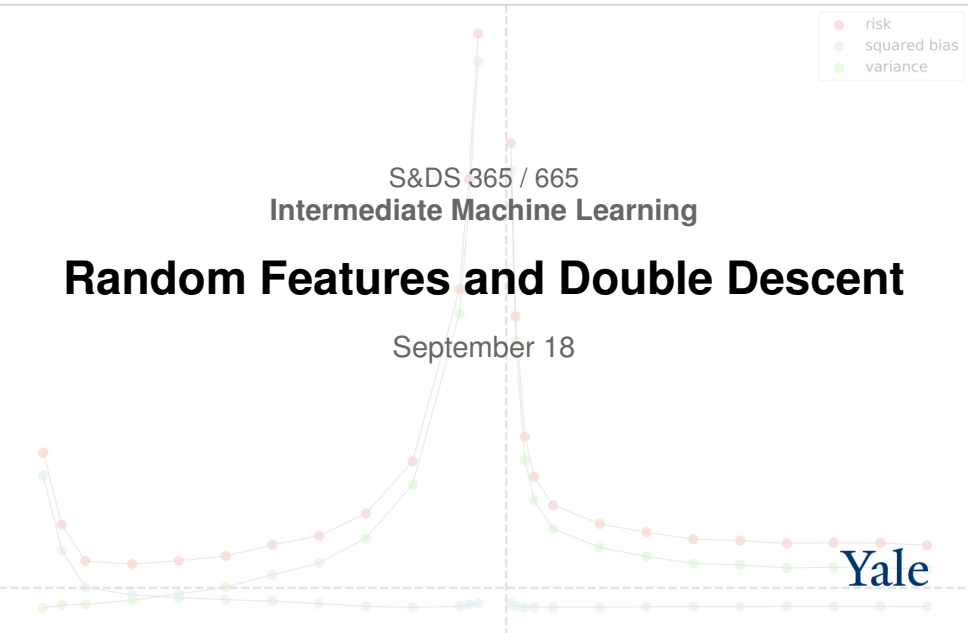 risk
squared bias
variance
S&DS 365 / 665
Intermediate Machine Learning
Random Features and Double Descent
September 18
Yale